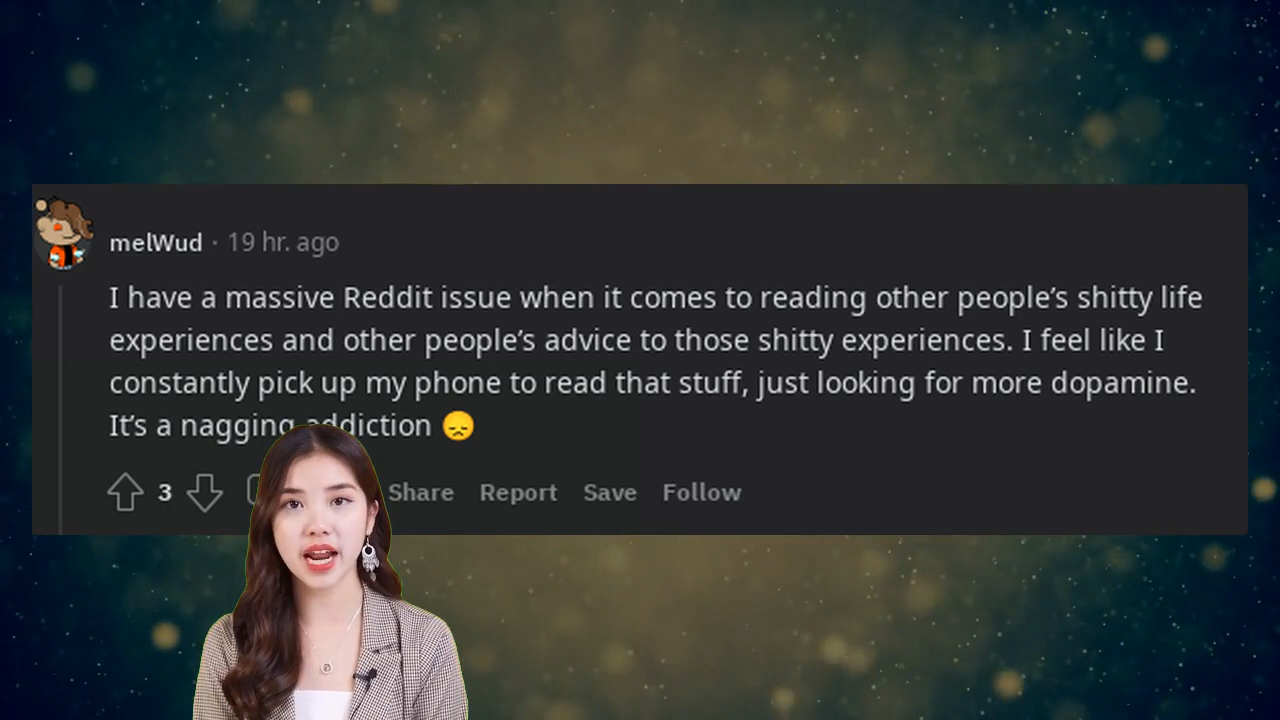 melWud · 19 hr. ago
I have a massive Reddit issue when it comes to reading other people’s shitty life
experiences and other people’s advice to those shitty experiences. I feel like I
constantly pick up my phone to read that stuff, just looking for more dopamine.
It’s a nagging addiction 😞
3 Share Report Save Follow